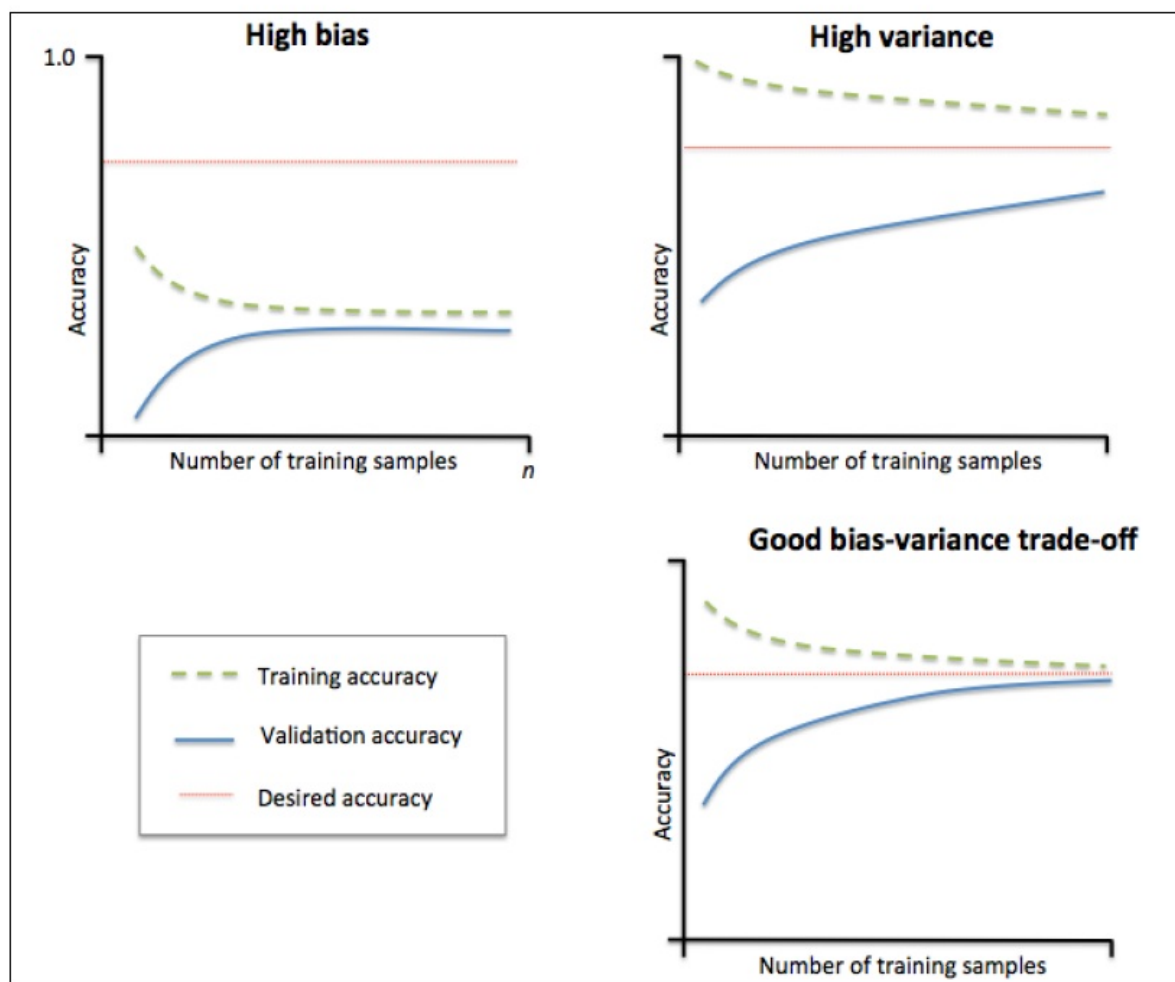 High bias
1.0
Accuracy
Number of training samples
n
High variance
Accuracy
Number of training samples
Good bias-variance trade-off
Accuracy
Number of training samples
Training accuracy
Validation accuracy
Desired accuracy